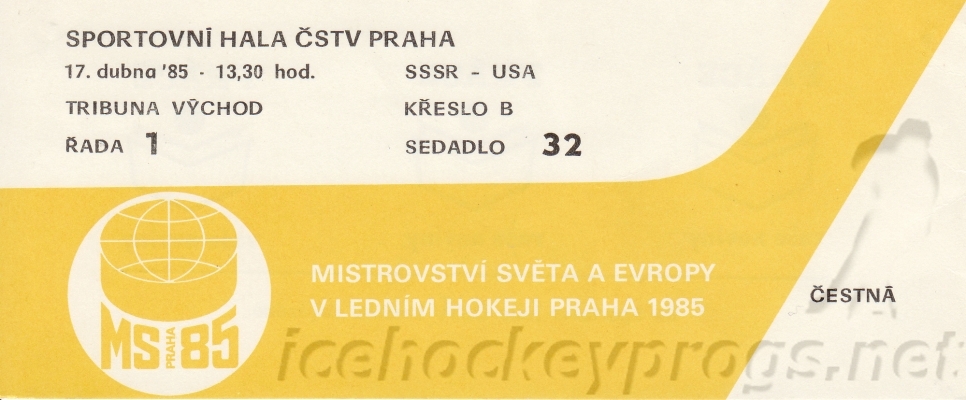 SPORTOVNÍ HALA ČSTV PRAHA
17. dubna '85 - 13,30 hod. SSSR - USA
TRIBUNA VÝCHOD KŘESLO B
ŘADA 1 SEDADLO 32
MISTROVSTVÍ SVĚTA A EVROPY
V LEDNÍM HOKEJI PRAHA 1985
ČESTNÁ
MS PRAHA 85
icehockeyprogs.net